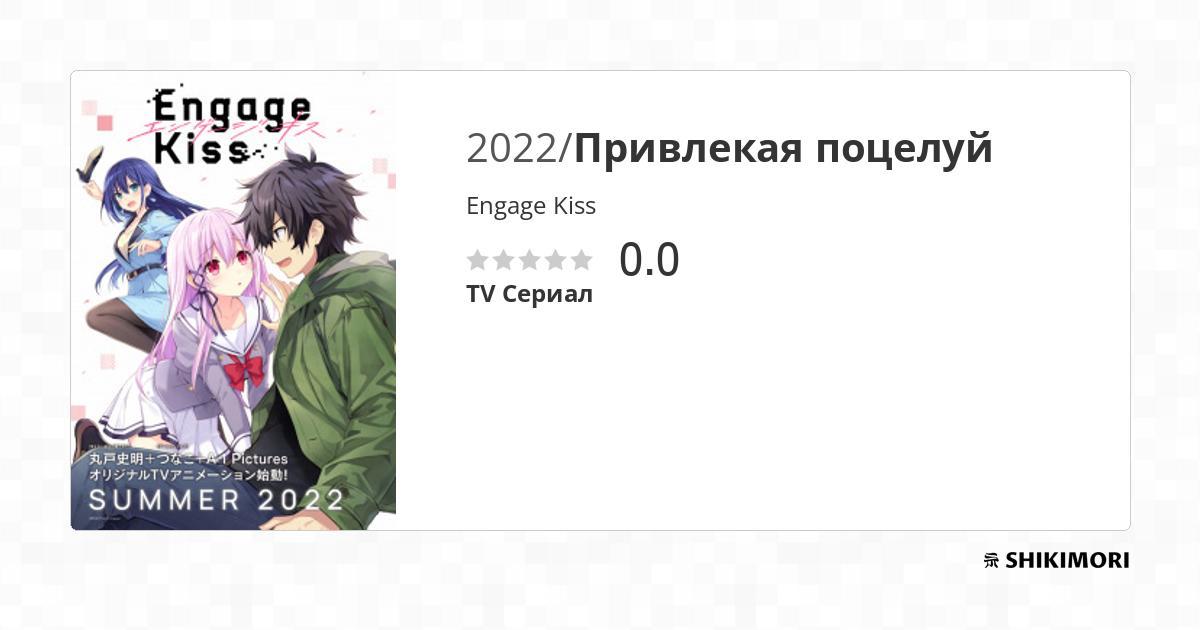 Engage
エンゲージ・キス
Kiss
丸戸史明+つなこ+A-1 Pictures
オリジナルTVアニメーション始動!
SUMMER 2022
2022/Привлекая поцелуй
Engage Kiss
0.0
TV Сериал
SHIKIMORI